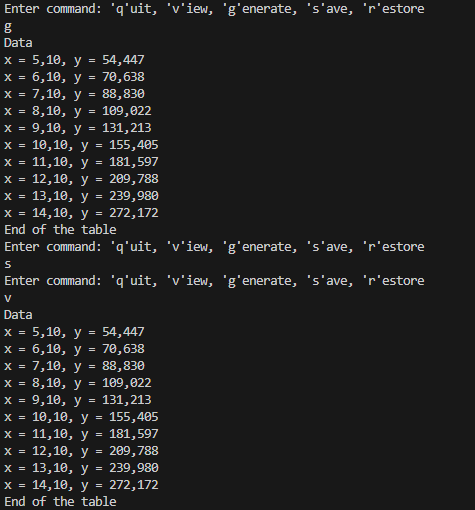 Enter command: 'q'uit, 'v'iew, 'g'enerate, 's'ave, 'r'estore
g
Data
x = 5,10, y = 54,447
x = 6,10, y = 70,638
x = 7,10, y = 88,830
x = 8,10, y = 109,022
x = 9,10, y = 131,213
x = 10,10, y = 155,405
x = 11,10, y = 181,597
x = 12,10, y = 209,788
x = 13,10, y = 239,980
x = 14,10, y = 272,172
End of the table
Enter command: 'q'uit, 'v'iew, 'g'enerate, 's'ave, 'r'estore
s
Enter command: 'q'uit, 'v'iew, 'g'enerate, 's'ave, 'r'estore
v
Data
x = 5,10, y = 54,447
x = 6,10, y = 70,638
x = 7,10, y = 88,830
x = 8,10, y = 109,022
x = 9,10, y = 131,213
x = 10,10, y = 155,405
x = 11,10, y = 181,597
x = 12,10, y = 209,788
x = 13,10, y = 239,980
x = 14,10, y = 272,172
End of the table